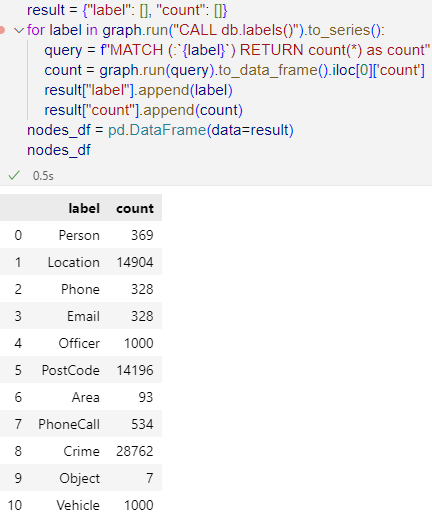 result = {"label": [], "count": []}
for label in graph.run("CALL db.labels()").to_series():
query = f"MATCH (:`{label}`) RETURN count(*) as count"
count = graph.run(query).to_data_frame().iloc[0]['count']
result["label"].append(label)
result["count"].append(count)
nodes_df = pd.DataFrame(data=result)
nodes_df
0.5s
label count
0 Person 369
1 Location 14904
2 Phone 328
3 Email 328
4 Officer 1000
5 PostCode 14196
6 Area 93
7 PhoneCall 534
8 Crime 28762
9 Object 7
10 Vehicle 1000